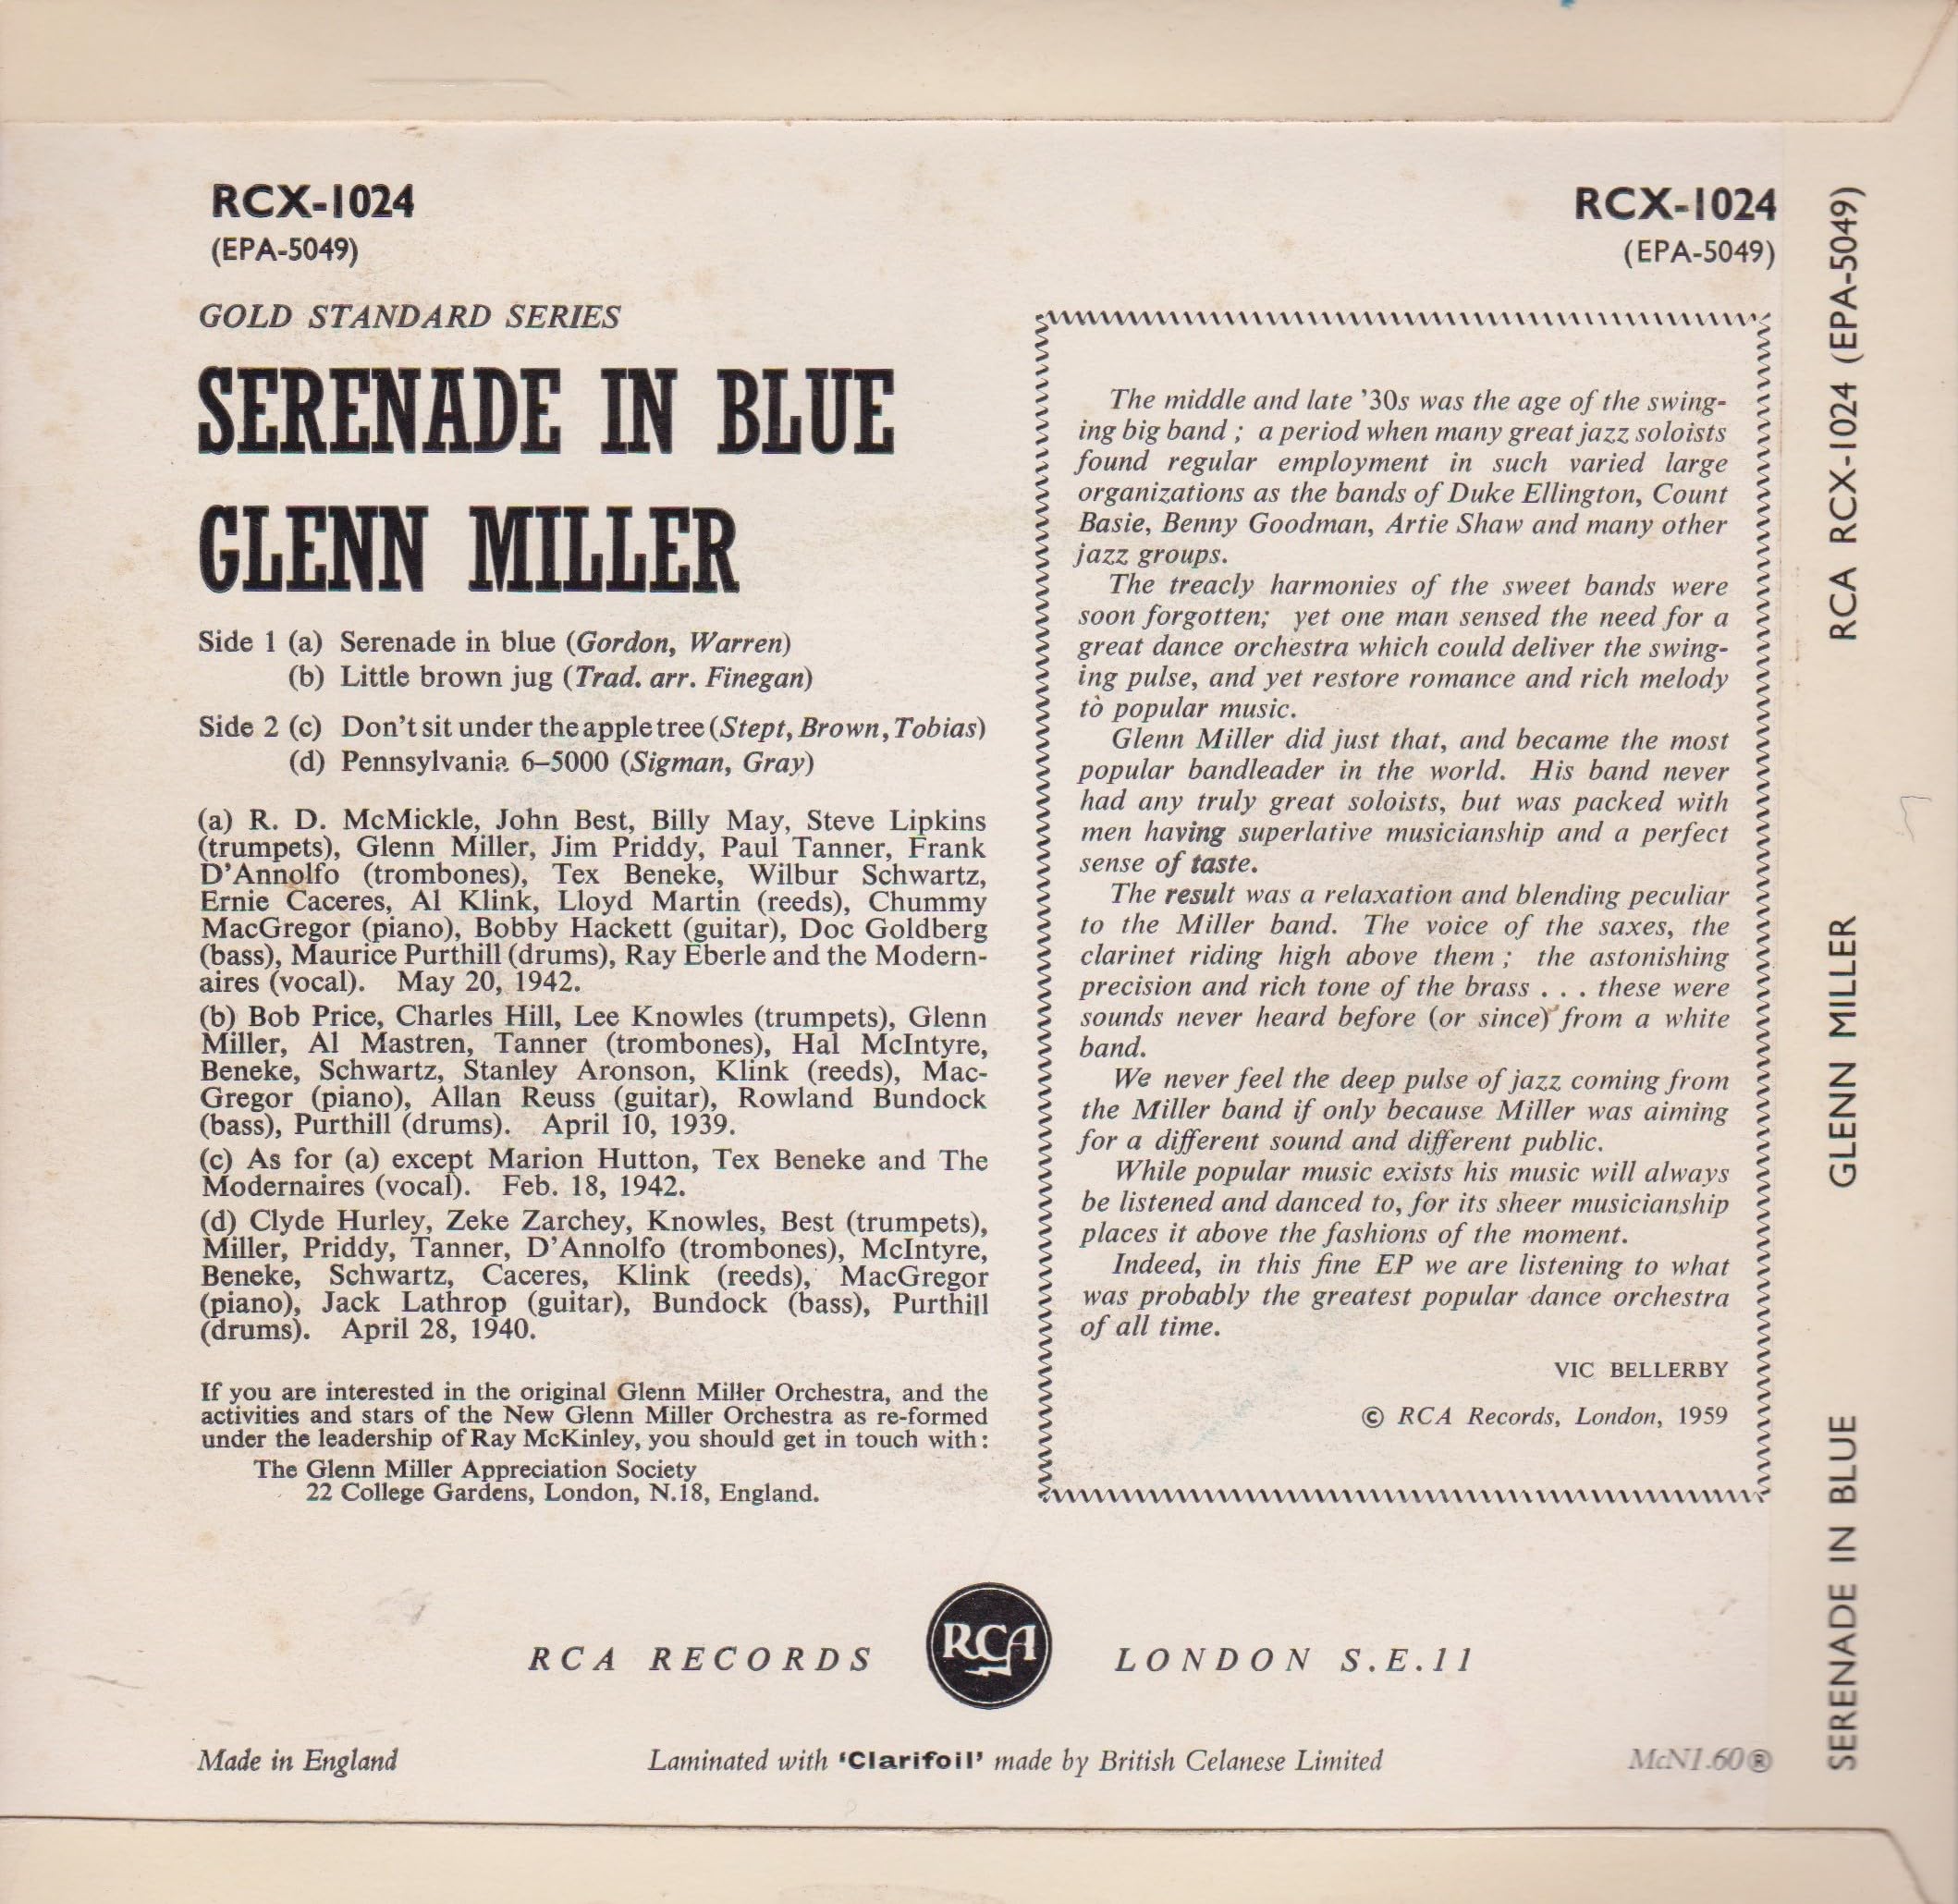 RCX-1024
(EPA-5049)
GOLD STANDARD SERIES
SERENADE IN BLUE
GLENN MILLER
Side 1 (a) Serenade in blue (Gordon, Warren)
(b) Little brown jug (Trad. arr. Finegan)
Side 2 (c) Don't sit under the apple tree (Stept, Brown, Tobias)
(d) Pennsylvania 6–5000 (Sigman, Gray)
(a) R. D. McMickle, John Best, Billy May, Steve Lipkins
(trumpets), Glenn Miller, Jim Priddy, Paul Tanner, Frank
D'Annolfo (trombones), Tex Beneke, Wilbur Schwartz,
Ernie Caceres, Al Klink, Lloyd Martin (reeds), Chummy
MacGregor (piano), Bobby Hackett (guitar), Doc Goldberg
(bass), Maurice Purthill (drums), Ray Eberle and the Modern-
aires (vocal). May 20, 1942.
(b) Bob Price, Charles Hill, Lee Knowles (trumpets), Glenn
Miller, Al Mastren, Tanner (trombones), Hal McIntyre,
Beneke, Schwartz, Stanley Aronson, Klink (reeds), Mac-
Gregor (piano), Allan Reuss (guitar), Rowland Bundock
(bass), Purthill (drums). April 10, 1939.
(c) As for (a) except Marion Hutton, Tex Beneke and The
Modernaires (vocal). Feb. 18, 1942.
(d) Clyde Hurley, Zeke Zarchey, Knowles, Best (trumpets),
Miller, Priddy, Tanner, D'Annolfo (trombones), McIntyre,
Beneke, Schwartz, Caceres, Klink (reeds), MacGregor
(piano), Jack Lathrop (guitar), Bundock (bass), Purthill
(drums). April 28, 1940.
If you are interested in the original Glenn Miller Orchestra, and the
activities and stars of the New Glenn Miller Orchestra as re-formed
under the leadership of Ray McKinley, you should get in touch with:
The Glenn Miller Appreciation Society
22 College Gardens, London, N.18, England.
RCX-1024
(EPA-5049)
The middle and late '30s was the age of the swing-
ing big band ; a period when many great jazz soloists
found regular employment in such varied large
organizations as the bands of Duke Ellington, Count
Basie, Benny Goodman, Artie Shaw and many other
jazz groups.
The treacly harmonies of the sweet bands were
soon forgotten; yet one man sensed the need for a
great dance orchestra which could deliver the swing-
ing pulse, and yet restore romance and rich melody
to popular music.
Glenn Miller did just that, and became the most
popular bandleader in the world. His band never
had any truly great soloists, but was packed with
men having superlative musicianship and a perfect
sense of taste.
The result was a relaxation and blending peculiar
to the Miller band. The voice of the saxes, the
clarinet riding high above them ; the astonishing
precision and rich tone of the brass . . . these were
sounds never heard before (or since) from a white
band.
We never feel the deep pulse of jazz coming from
the Miller band if only because Miller was aiming
for a different sound and different public.
While popular music exists his music will always
be listened and danced to, for its sheer musicianship
places it above the fashions of the moment.
Indeed, in this fine EP we are listening to what
was probably the greatest popular dance orchestra
of all time.
VIC BELLERBY
© RCA Records, London, 1959
RCA RECORDS
RCA
LONDON S.E.11
Made in England
Laminated with 'Clarifoil' made by British Celanese Limited
McN1.60®
SERENADE IN BLUE GLENN MILLER RCA RCX-1024 (EPA-5049)